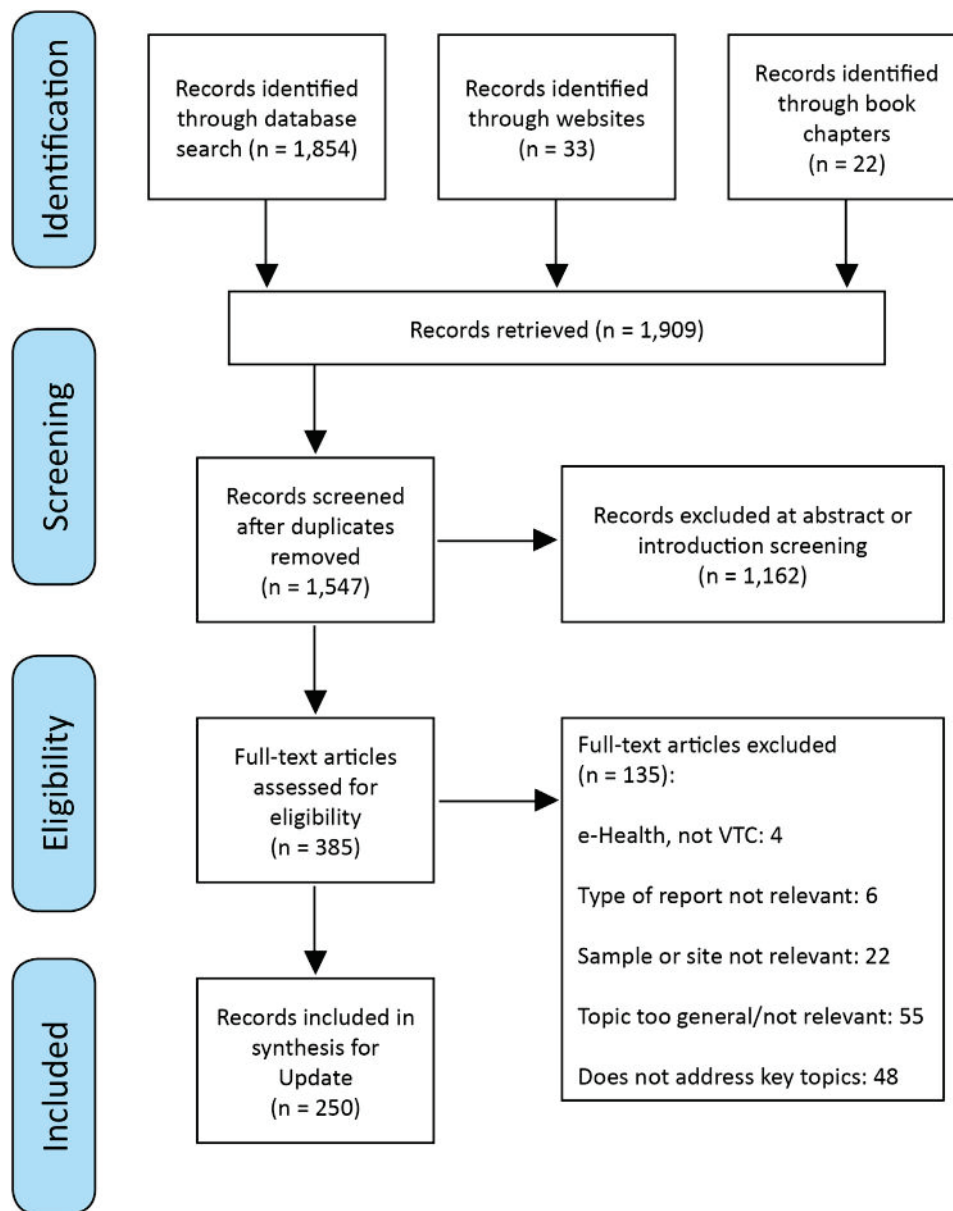 Identification
Records identified
through database
search (n = 1,854)
Records identified
through websites
(n = 33)
Records identified
through book
chapters
(n = 22)
Records retrieved (n = 1,909)
Screening
Records screened
after duplicates
removed
(n = 1,547)
Records excluded at abstract or
introduction screening
(n = 1,162)
Eligibility
Full-text articles
assessed for
eligibility
(n = 385)
Full-text articles excluded
(n = 135):
e-Health, not VTC: 4
Type of report not relevant: 6
Sample or site not relevant: 22
Topic too general/not relevant: 55
Does not address key topics: 48
Included
Records included in
synthesis for
Update
(n = 250)